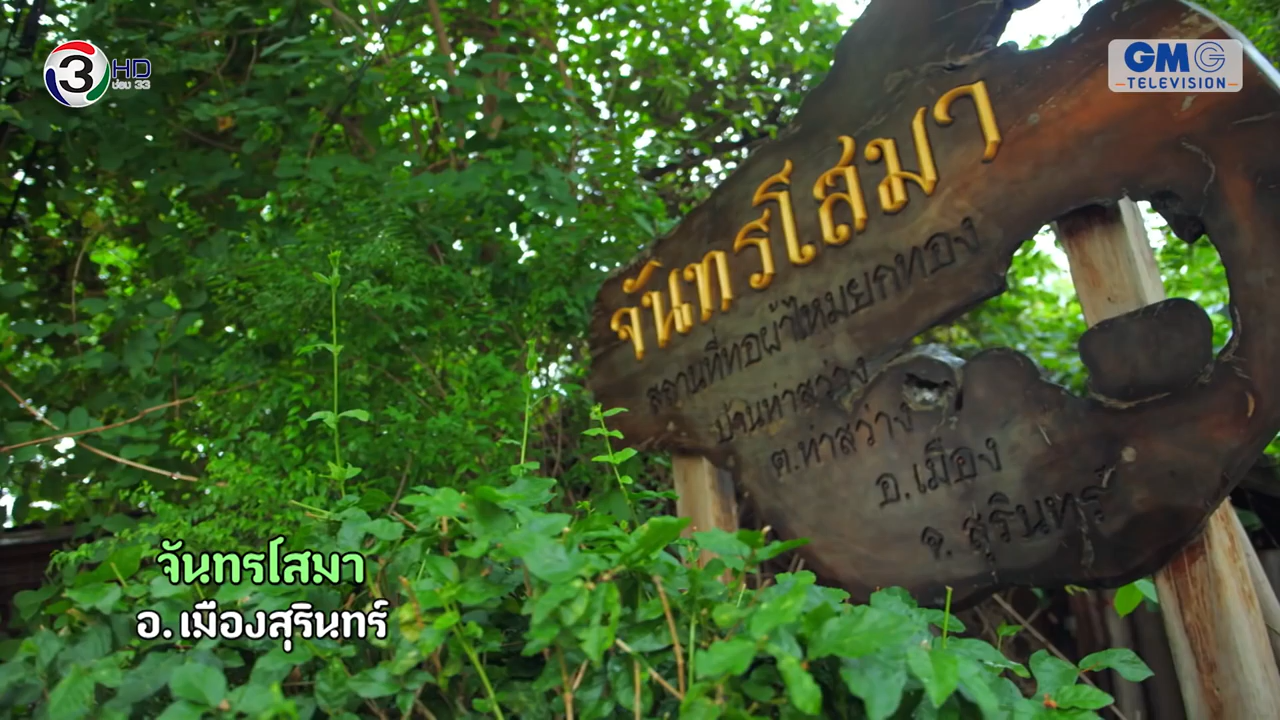 3 HD
ช่อง 33
GMG
TELEVISION
จันทรโสมา
สถานที่ทอผ้าไหมยกทอง
บ้านท่าสว่าง
ต.ท่าสว่าง
อ.เมือง
จ.สุรินทร์
จันทรโสมา
อ.เมืองสุรินทร์